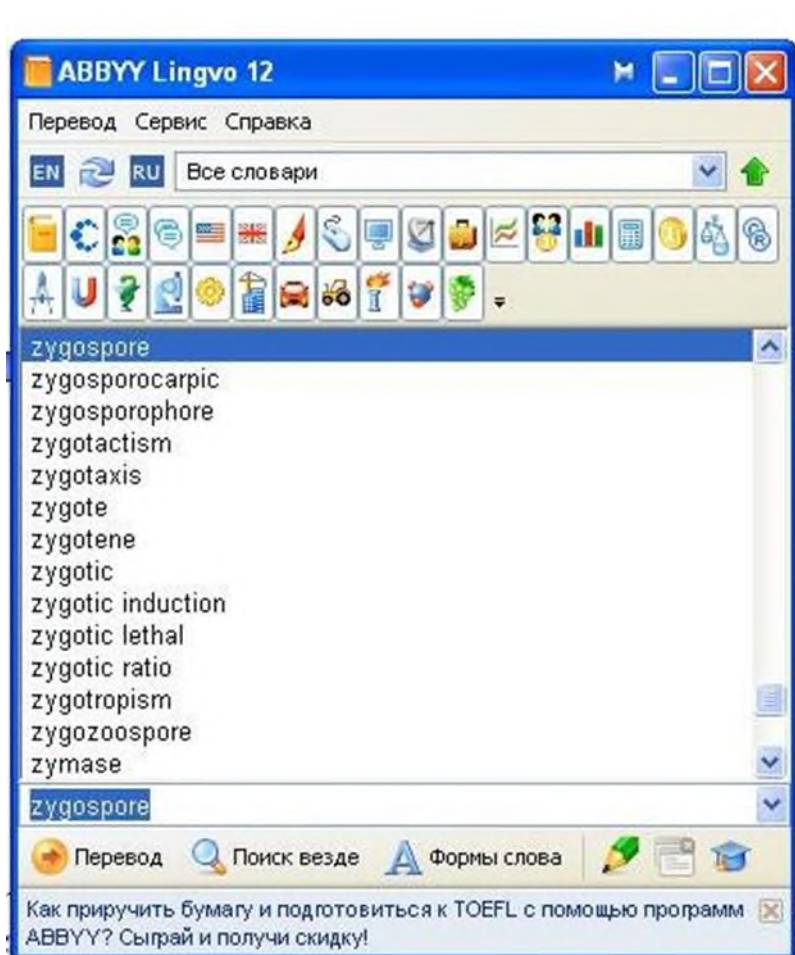 ABBYY Lingvo 12
Перевод Сервис Справка
EN RU Все словари
zygospore
zygosporocarpic
zygosporophore
zygotactism
zygotaxis
zygote
zygotene
zygotic
zygotic induction
zygotic lethal
zygotic ratio
zygotropism
zygozoospore
zymase
zygospore
Перевод Поиск везде Формы слова
Как приручить бумагу и подготовиться к TOEFL с помощью программ
ABBYY? Сыграй и получи скидку!